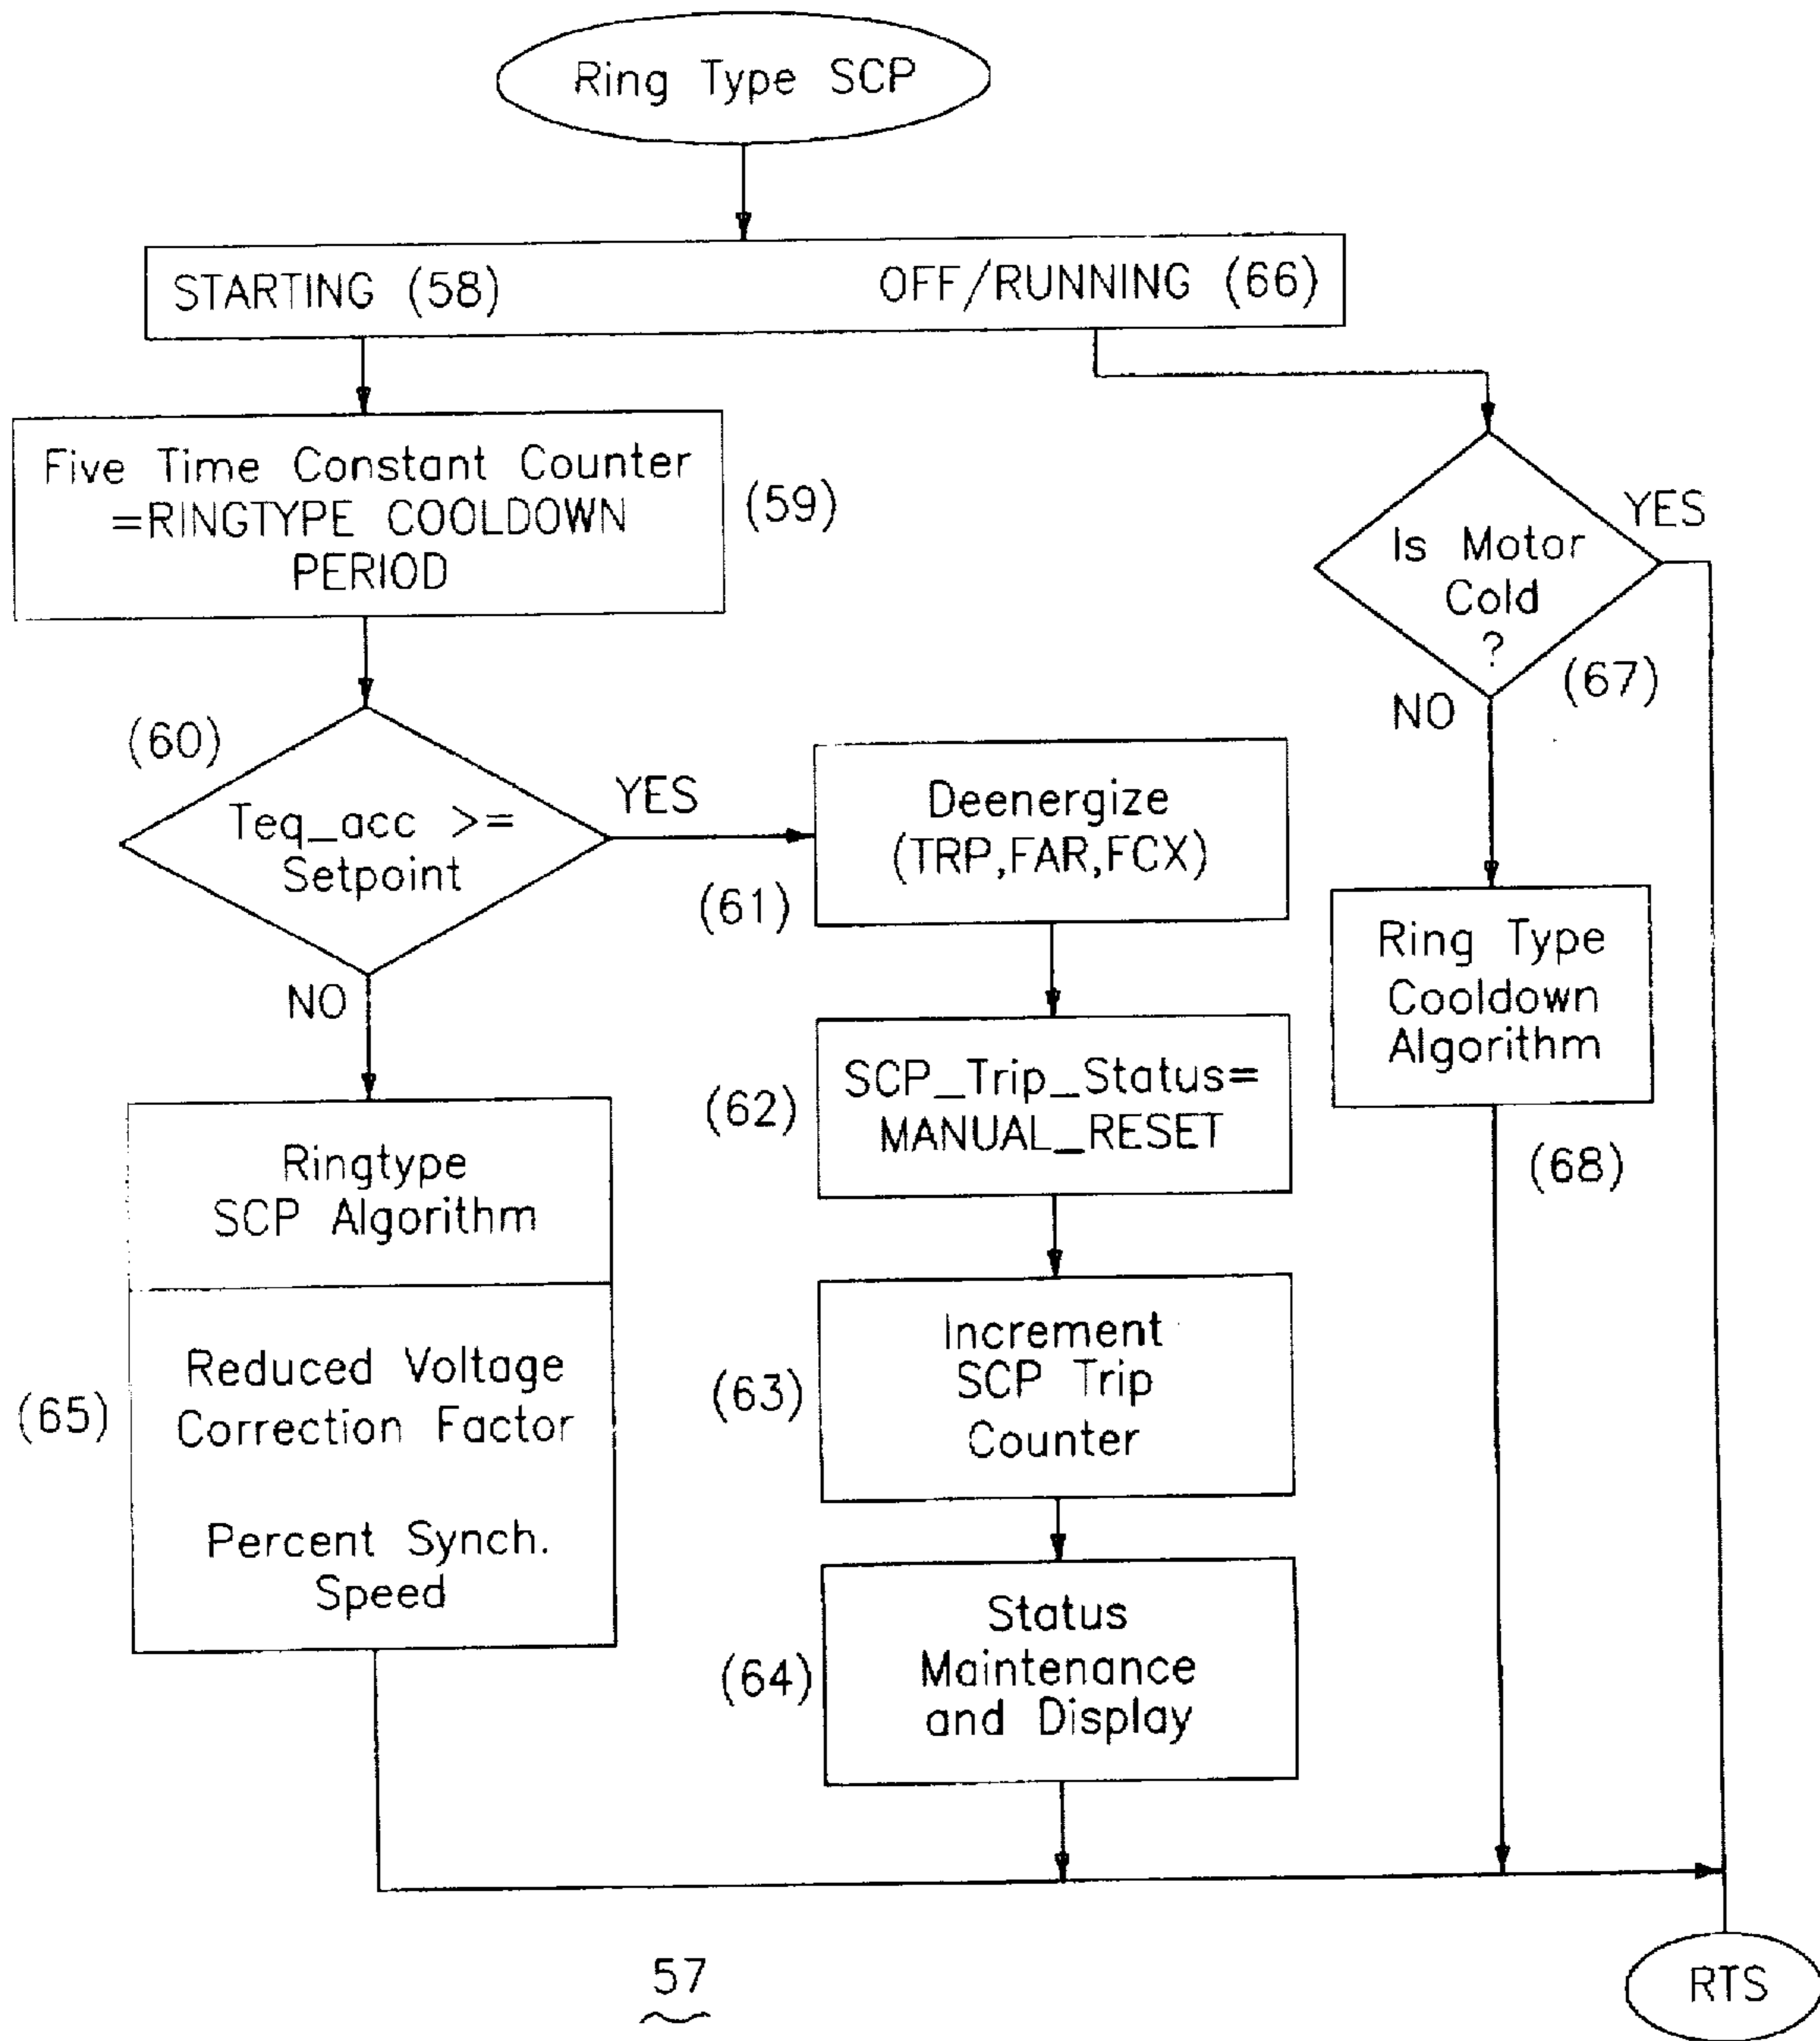 Ring Type SCP
STARTING (58)
OFF/RUNNING (66)
Five Time Constant Counter
=RINGTYPE COOLDOWN
PERIOD
(59)
Is Motor
Cold
?
YES
(67)
NO
(60)
Teq_acc >=
Setpoint
YES
NO
Deenergize
(TRP,FAR,FCX)
(61)
Ring Type
Cooldown
Algorithm
(68)
SCP_Trip_Status=
MANUAL_RESET
(62)
Ringtype
SCP Algorithm
Reduced Voltage
Correction Factor
Percent Synch.
Speed
(65)
Increment
SCP Trip
Counter
(63)
Status
Maintenance
and Display
(64)
RTS
57